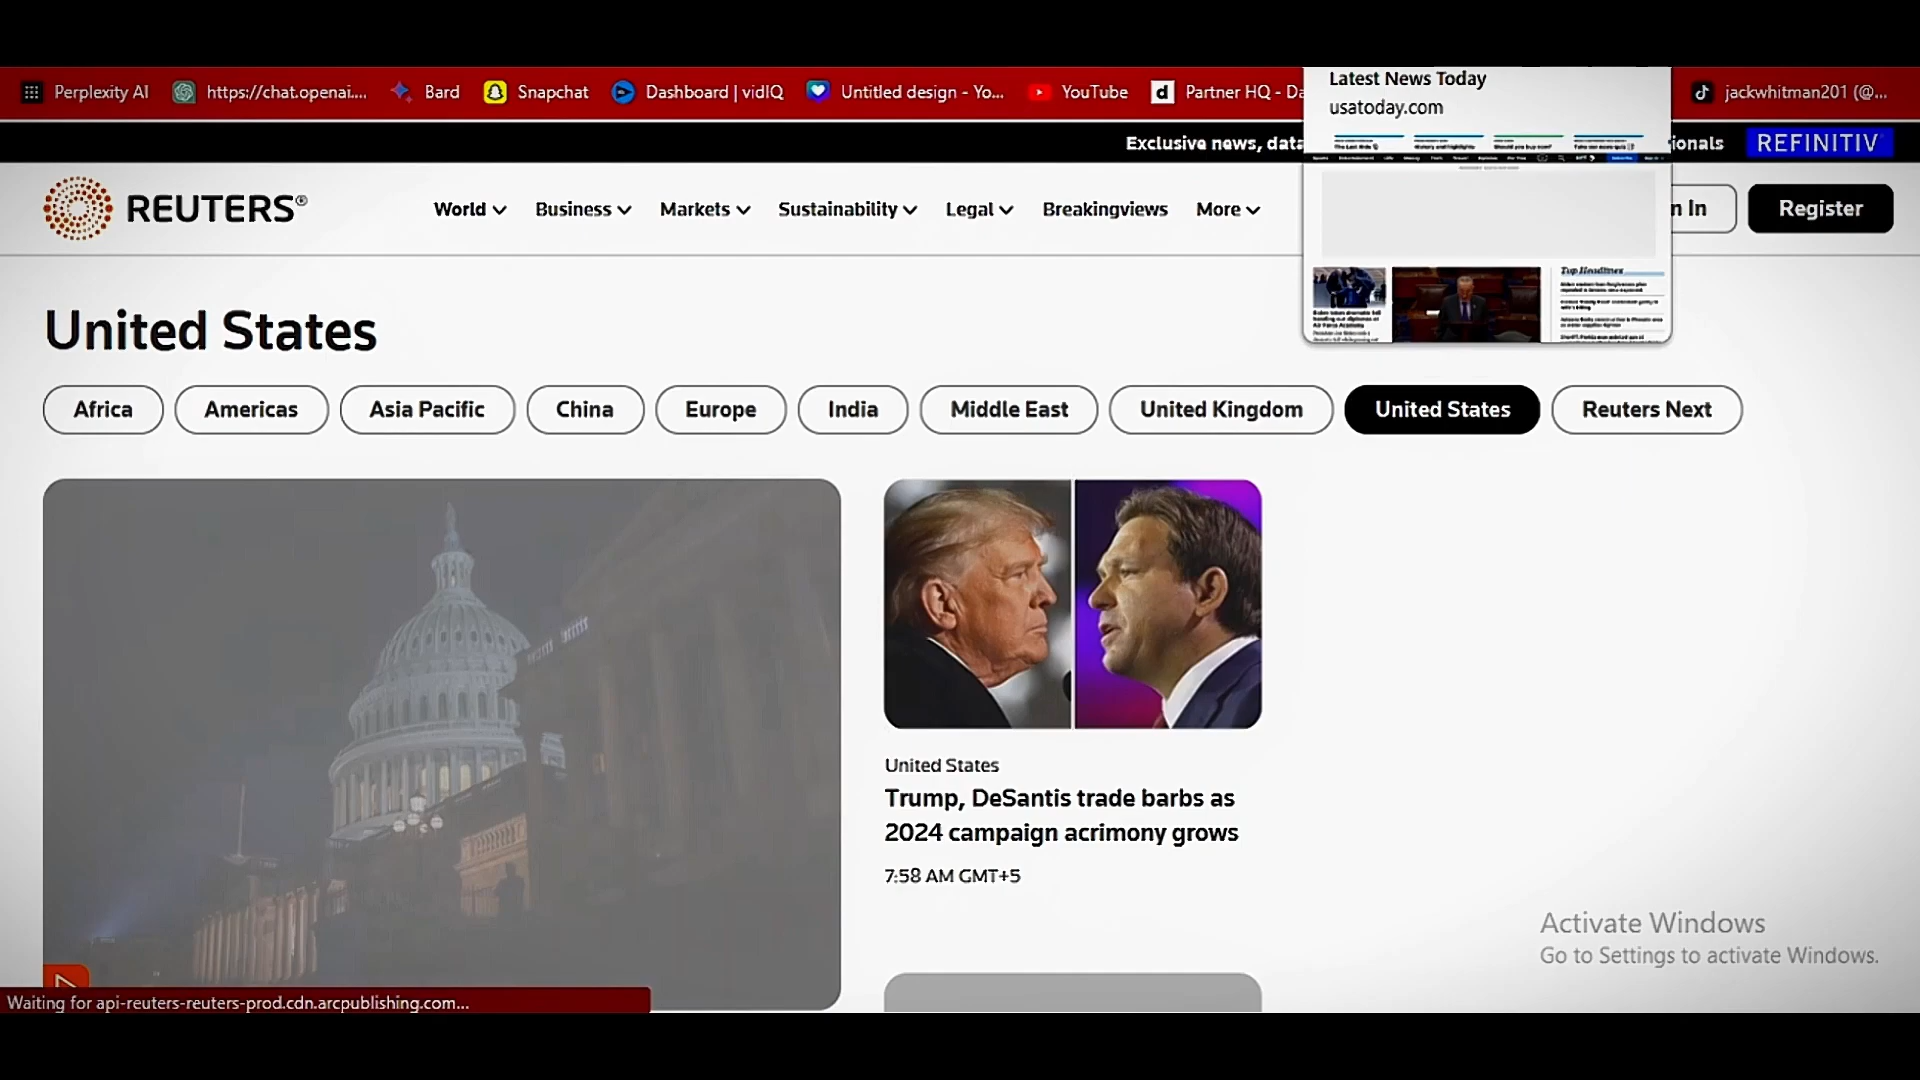 Perplexity AI
https://chat.openai....
Bard
Snapchat
Dashboard | vidIQ
Untitled design - Yo...
YouTube
Partner HQ - Da
Latest News Today
usatoday.com
jackwhitman201 (@...
Exclusive news, data
ionals
REFINITIV
REUTERS®
World
Business
Markets
Sustainability
Legal
Breakingviews
More
n In
Register
Top Headlines
United States
Africa
Americas
Asia Pacific
China
Europe
India
Middle East
United Kingdom
United States
Reuters Next
United States
Trump, DeSantis trade barbs as
2024 campaign acrimony grows
7:58 AM GMT+5
Activate Windows
Go to Settings to activate Windows.
Waiting for api-reuters-reuters-prod.cdn.arcpublishing.com...